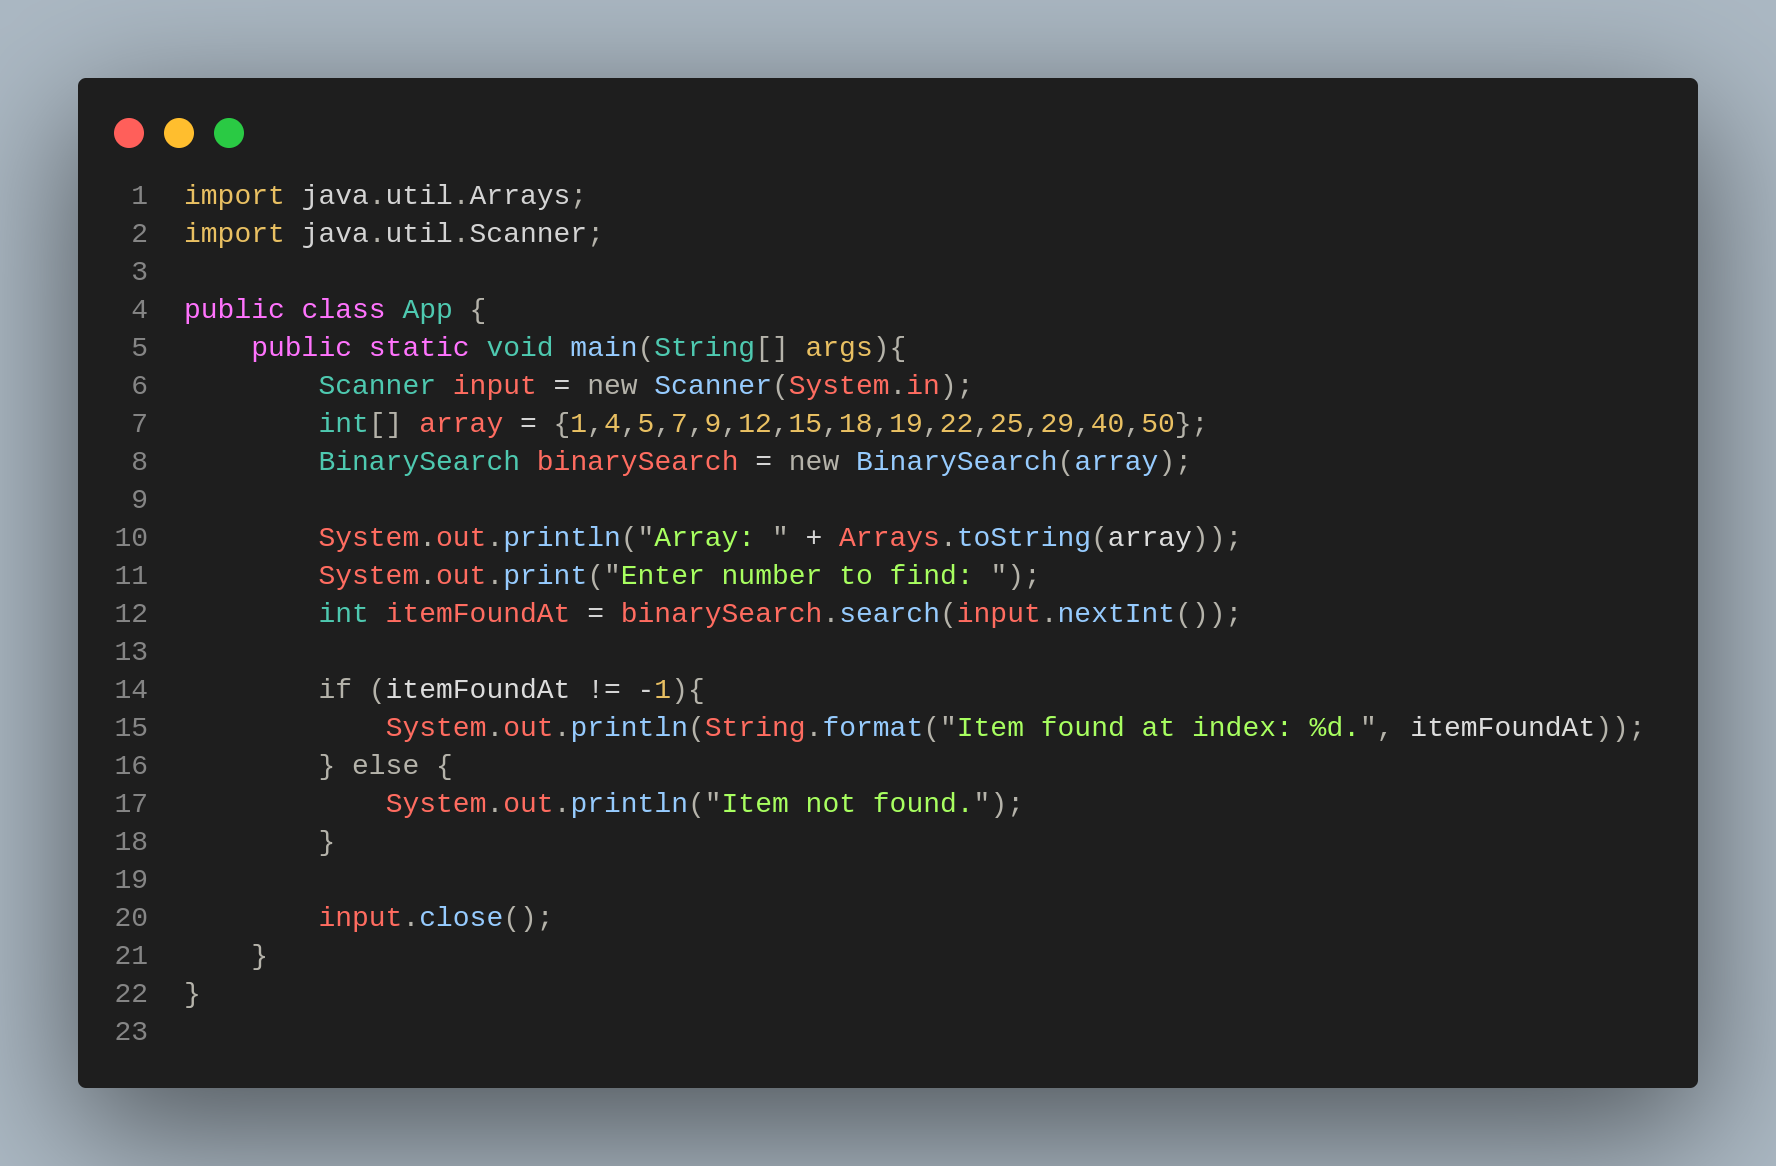 1 import java.util.Arrays;
2 import java.util.Scanner;
3
4 public class App {
5     public static void main(String[] args){
6         Scanner input = new Scanner(System.in);
7         int[] array = {1,4,5,7,9,12,15,18,19,22,25,29,40,50};
8         BinarySearch binarySearch = new BinarySearch(array);
9
10         System.out.println("Array: " + Arrays.toString(array));
11         System.out.print("Enter number to find: ");
12         int itemFoundAt = binarySearch.search(input.nextInt());
13
14         if (itemFoundAt != -1){
15             System.out.println(String.format("Item found at index: %d.", itemFoundAt));
16         } else {
17             System.out.println("Item not found.");
18         }
19
20         input.close();
21     }
22 }
23